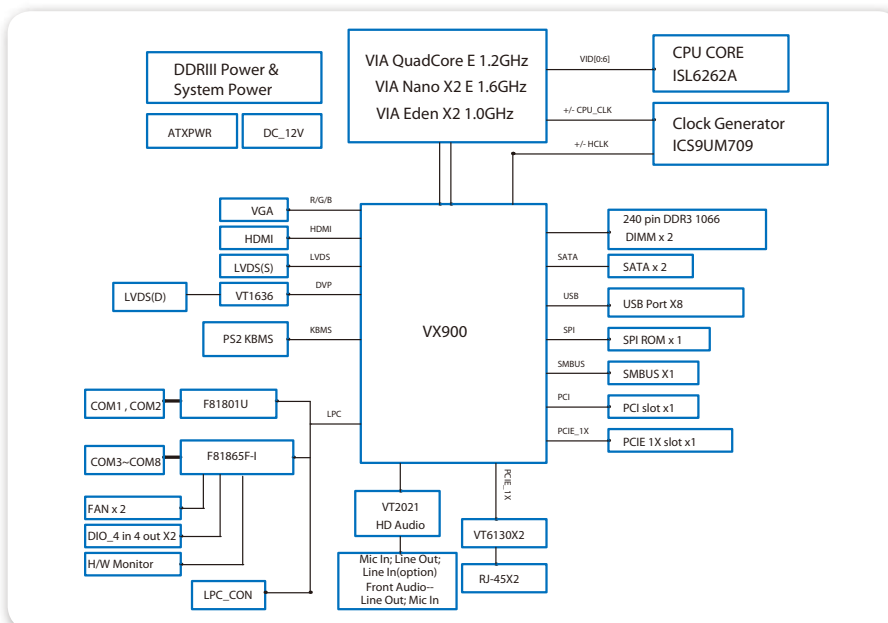 DDRIII Power &
System Power
ATXPWR
DC_12V
VIA QuadCore E 1.2GHz
VIA Nano X2 E 1.6GHz
VIA Eden X2 1.0GHz
VID[0:6]
CPU CORE
ISL6262A
+/- CPU_CLK
+/- HCLK
Clock Generator
ICS9UM709
VGA
R/G/B
HDMI
HDMI
LVDS(S)
LVDS
LVDS(D)
VT1636
DVP
PS2 KBMS
KBMS
VX900
240 pin DDR3 1066
DIMM x 2
SATA
SATA x 2
USB
USB Port X8
SPI
SPI ROM x 1
SMBUS
SMBUS X1
PCI
PCI slot x1
PCIE_1X
PCIE 1X slot x1
COM1 , COM2
F81801U
LPC
COM3~COM8
F81865F-I
FAN x 2
DIO_4 in 4 out X2
H/W Monitor
LPC_CON
VT2021
HD Audio
Mic In; Line Out;
Line In(option)
Front Audio--
Line Out; Mic In
PCIE_1X
VT6130X2
RJ-45X2